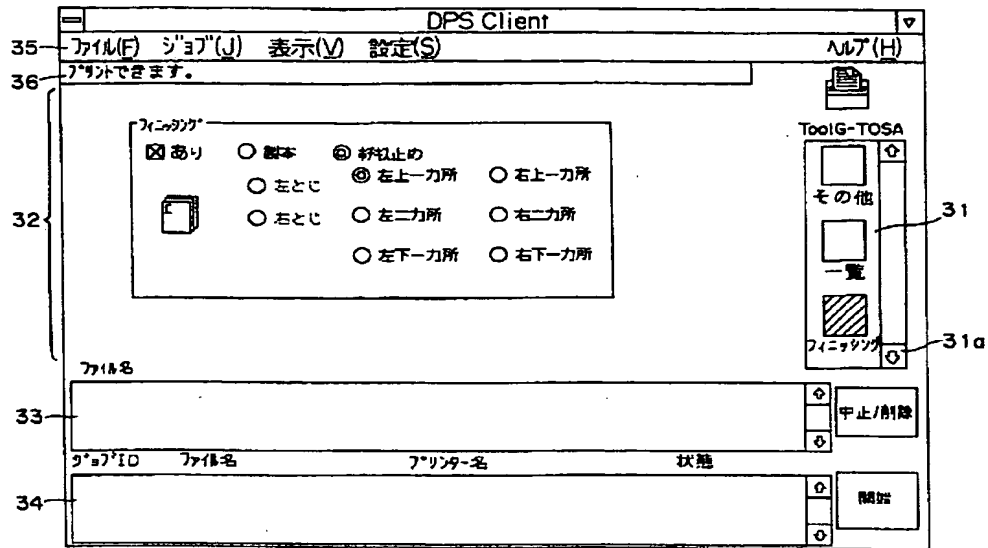 DPS Client
35 ファイル(F) ジョブ(J) 表示(V) 設定(S) ヘルプ(H)
36 プリントできます。
ToolG-TOSA
フィニッシング
あり 製本 針止め
左とじ 左上一カ所 右上一カ所
右とじ 左二カ所 右二カ所
左下一カ所 右下一カ所
32
その他
31
一覧
フィニッシング
31a
ファイル名
33
中止/削除
ジョブID ファイル名 プリンター名 状態
34
開始